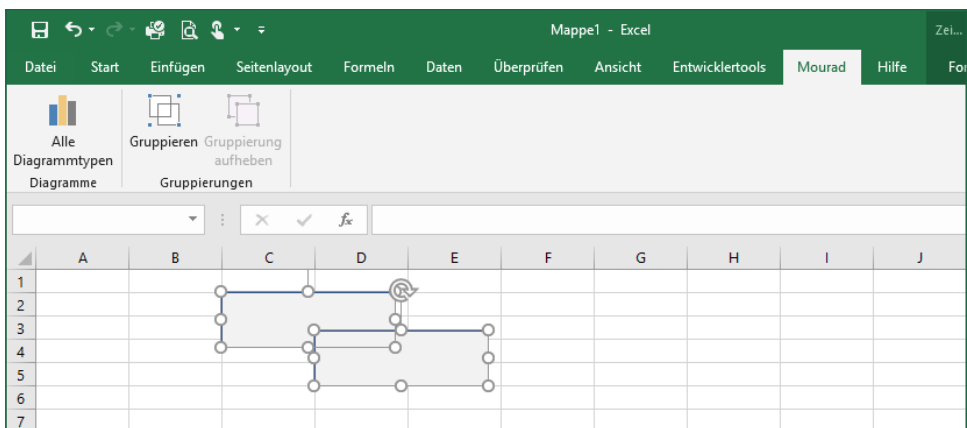 Mappe1 - Excel
Zei...
Datei Start Einfügen Seitenlayout Formeln Daten Überprüfen Ansicht Entwicklertools Mourad Hilfe For
Alle
Diagrammtypen
Gruppieren
Gruppierung
aufheben
Diagramme
Gruppierungen
fx
A B C D E F G H I J
1
2
3
4
5
6
7